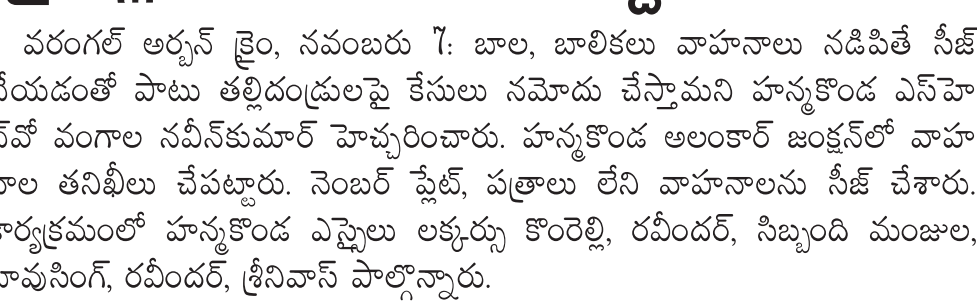 వరంగల్ అర్బన్ క్రైం, నవంబరు 7: బాల, బాలికలు వాహనాలు నడిపితే సీజ్
చేయడంతో పాటు తల్లిదండ్రులపై కేసులు నమోదు చేస్తామని హన్మకొండ ఎస్‌హె
చ్‌వో వంగాల నవీన్‌కుమార్ హెచ్చరించారు. హన్మకొండ అలంకార్ జంక్షన్‌లో వాహ
నాల తనిఖీలు చేపట్టారు. నెంబర్ ప్లేట్, పత్రాలు లేని వాహనాలను సీజ్ చేశారు.
కార్యక్రమంలో హన్మకొండ ఎస్సైలు లక్కర్సు కొంరెల్లి, రవీందర్, సిబ్బంది మంజుల,
రవీందర్, శ్రీనివాస్ పాల్గొన్నారు.